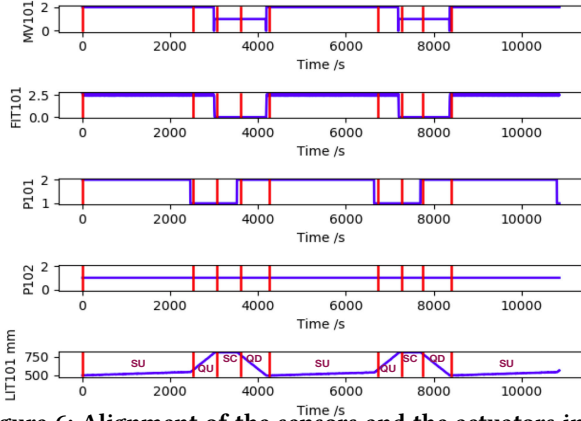 MV101
2
0
0 2000 4000 6000 8000 10000
Time /s
FIT101
2.5
0.0
0 2000 4000 6000 8000 10000
Time /s
P101
2
1
0 2000 4000 6000 8000 10000
Time /s
P102
2
0
0 2000 4000 6000 8000 10000
Time /s
LIT101 mm
750
500
SU QU SC QD SU QU SC QD SU
0 2000 4000 6000 8000 10000
Time /s
gure 6: Alignment of the sensors and the actuators in